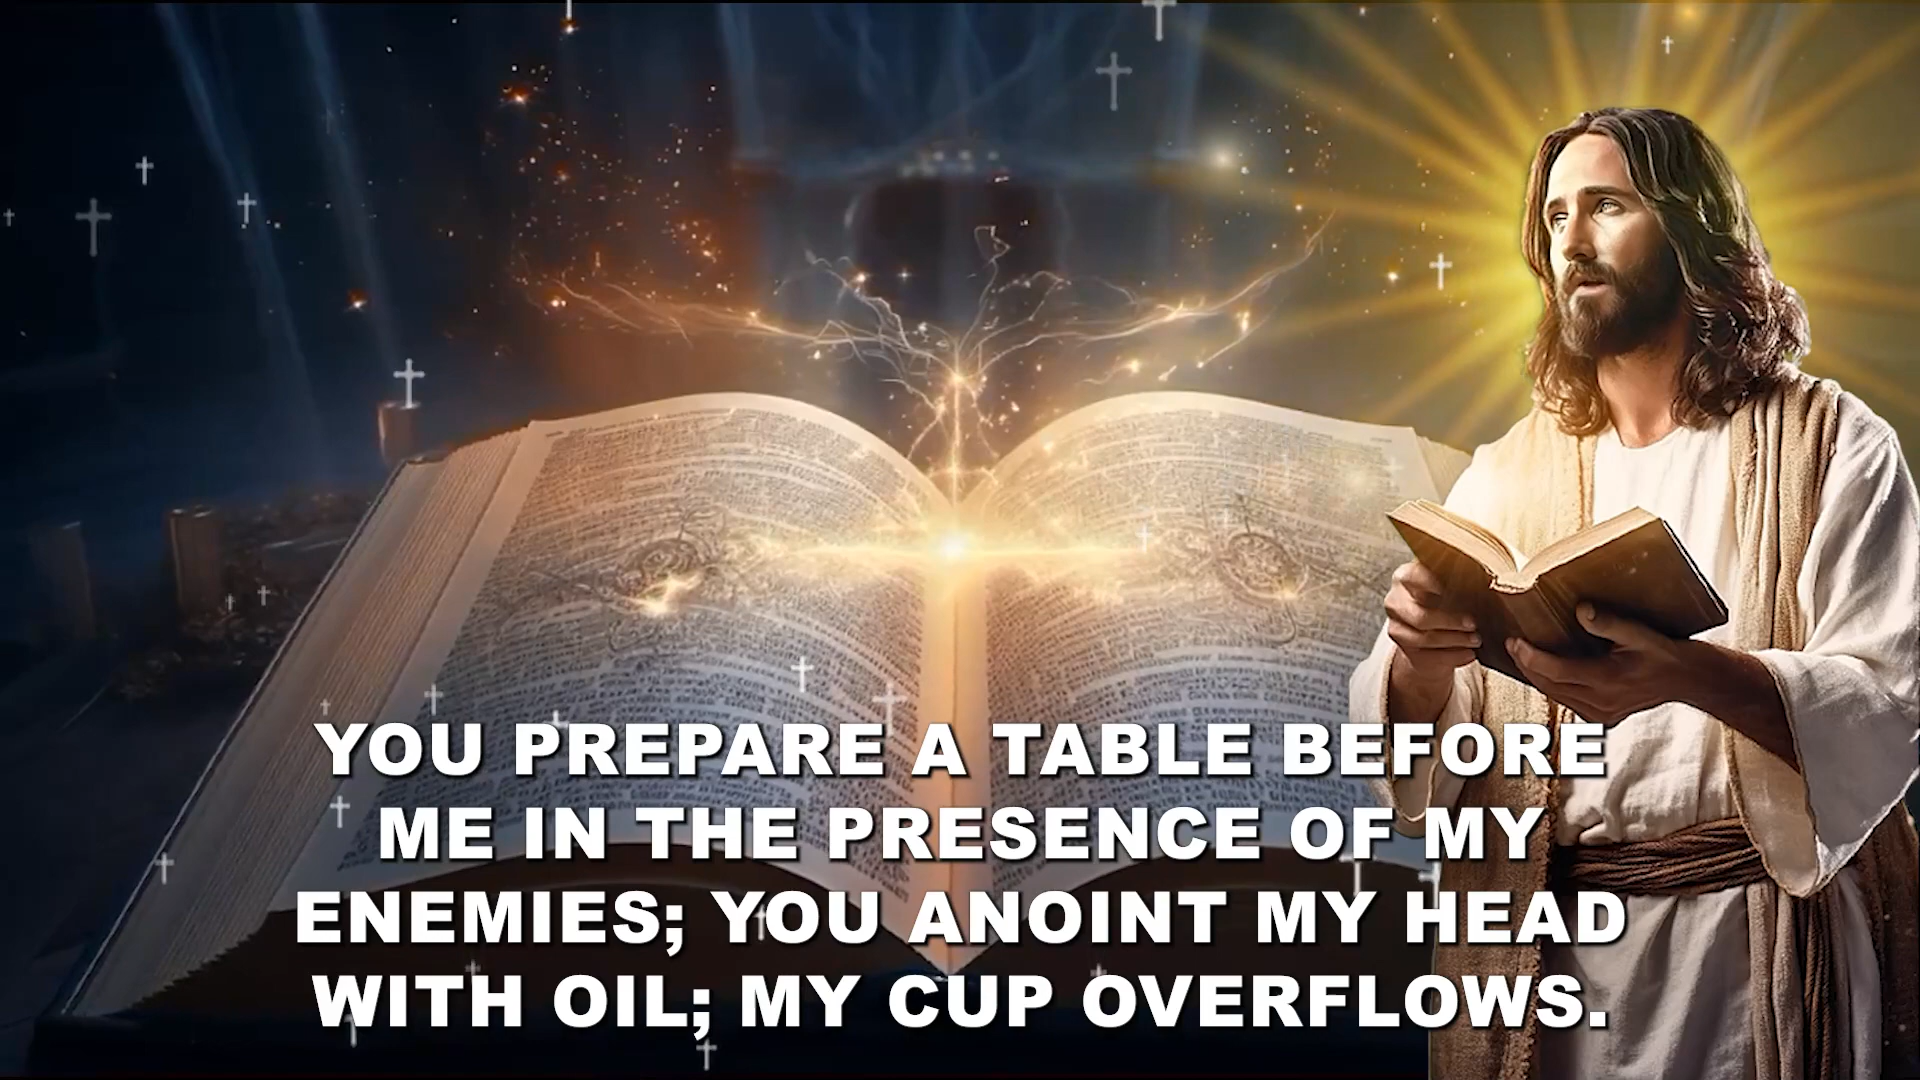 YOU PREPARE A TABLE BEFORE
ME IN THE PRESENCE OF MY
ENEMIES; YOU ANOINT MY HEAD
WITH OIL; MY CUP OVERFLOWS.